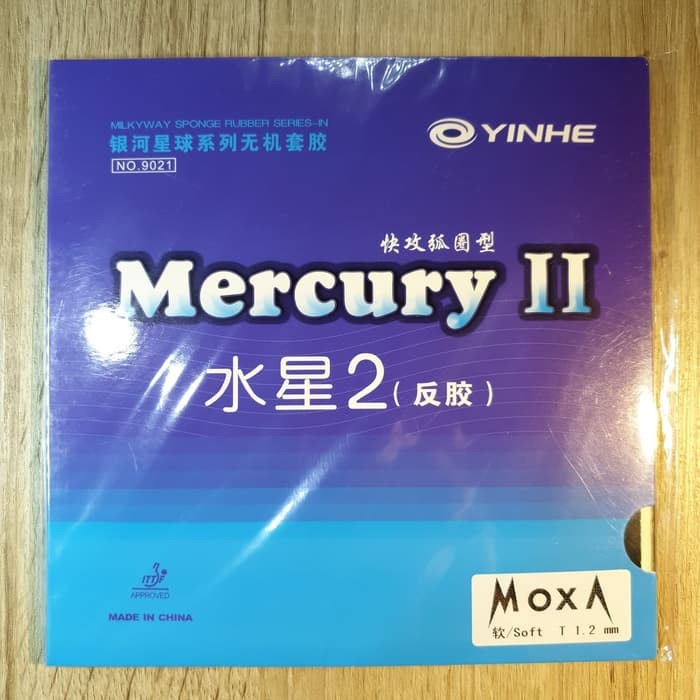 MILKYWAY SPONGE RUBBER SERIES-IN
银河星球系列无机套胶
NO.9021
YINHE
快攻弧圈型
Mercury II
水星2(反胶)
ITTF
APPROVED
MADE IN CHINA
MOXA
软/Soft T 1.2 mm